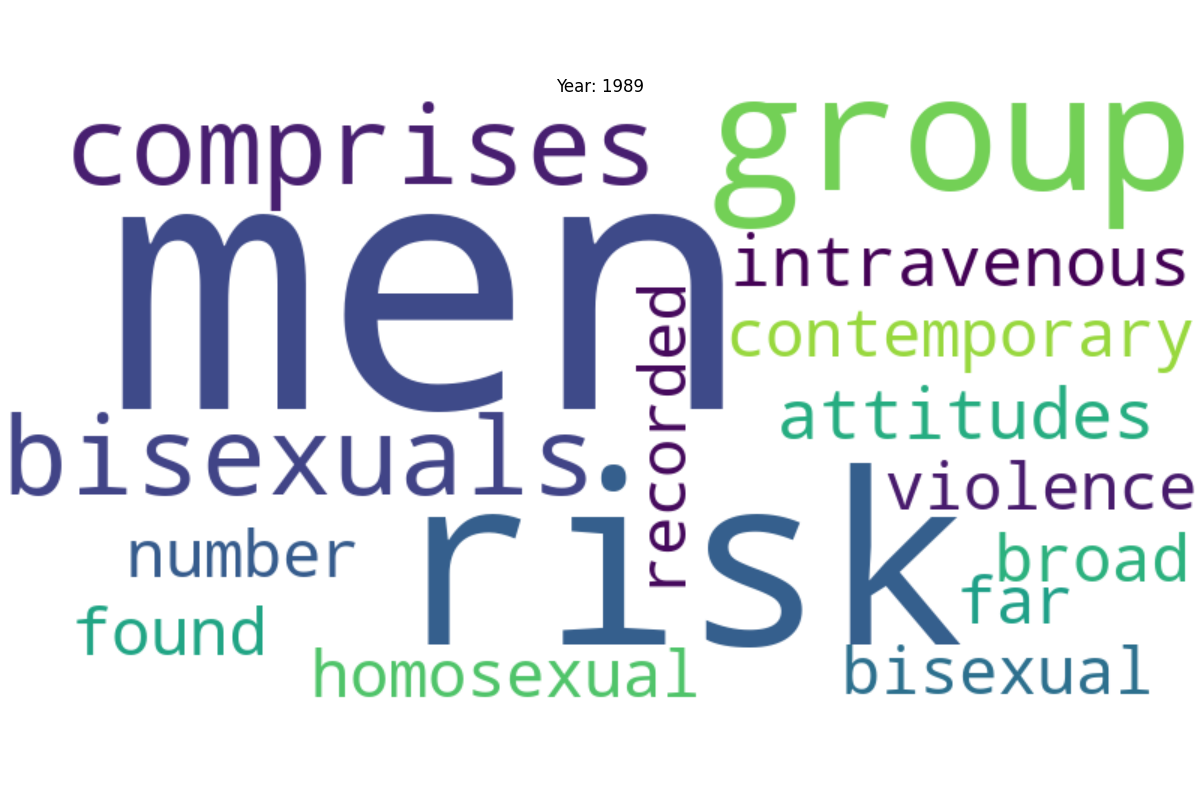 Year: 1989
comprises
group
men
intravenous
recorded
contemporary
attitudes
bisexuals
risk
violence
number
broad
far
found
homosexual
bisexual